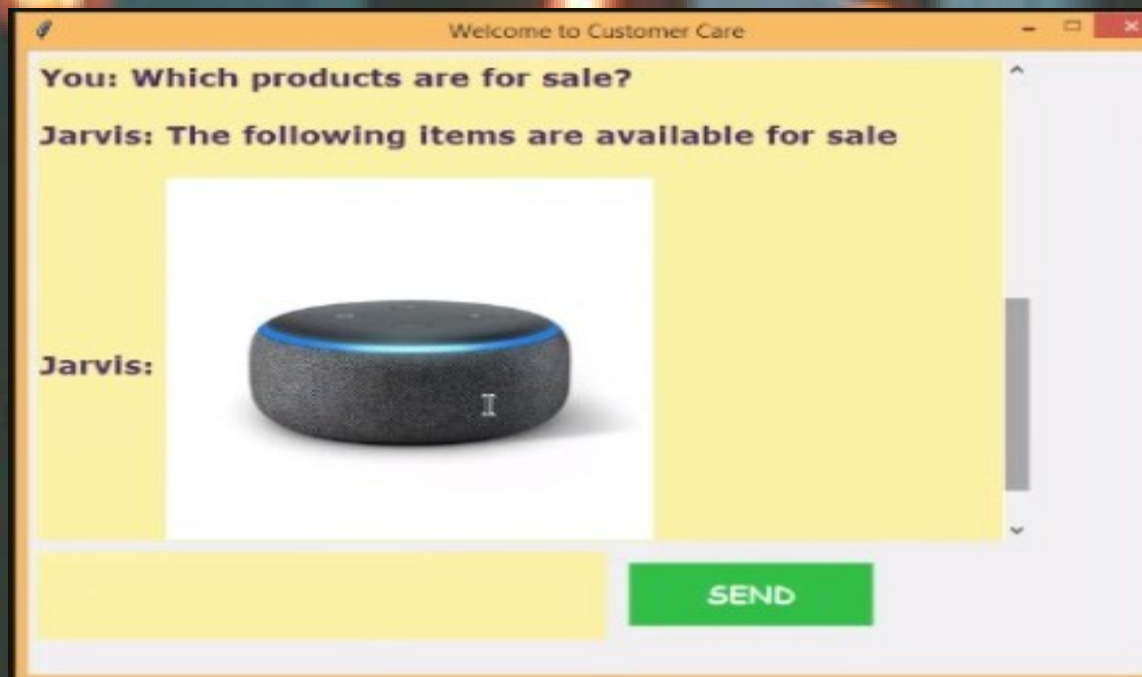 Welcome to Customer Care
You: Which products are for sale?
Jarvis: The following items are available for sale
Jarvis:
SEND